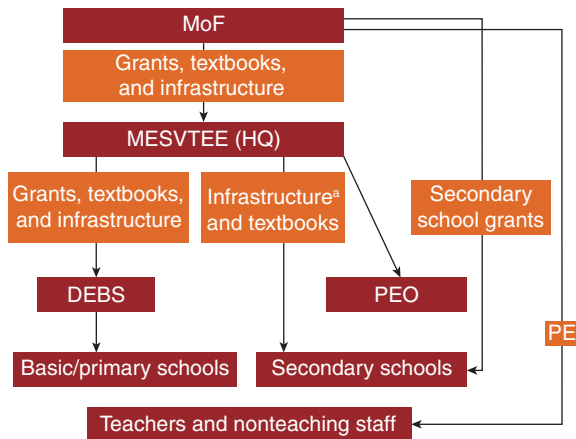 MoF
Grants, textbooks,
and infrastructure
MESVTEE (HQ)
Grants, textbooks,
and infrastructure
Infrastructureᵃ
and textbooks
Secondary
school grants
DEBS
PEO
PE
Basic/primary schools
Secondary schools
Teachers and nonteaching staff